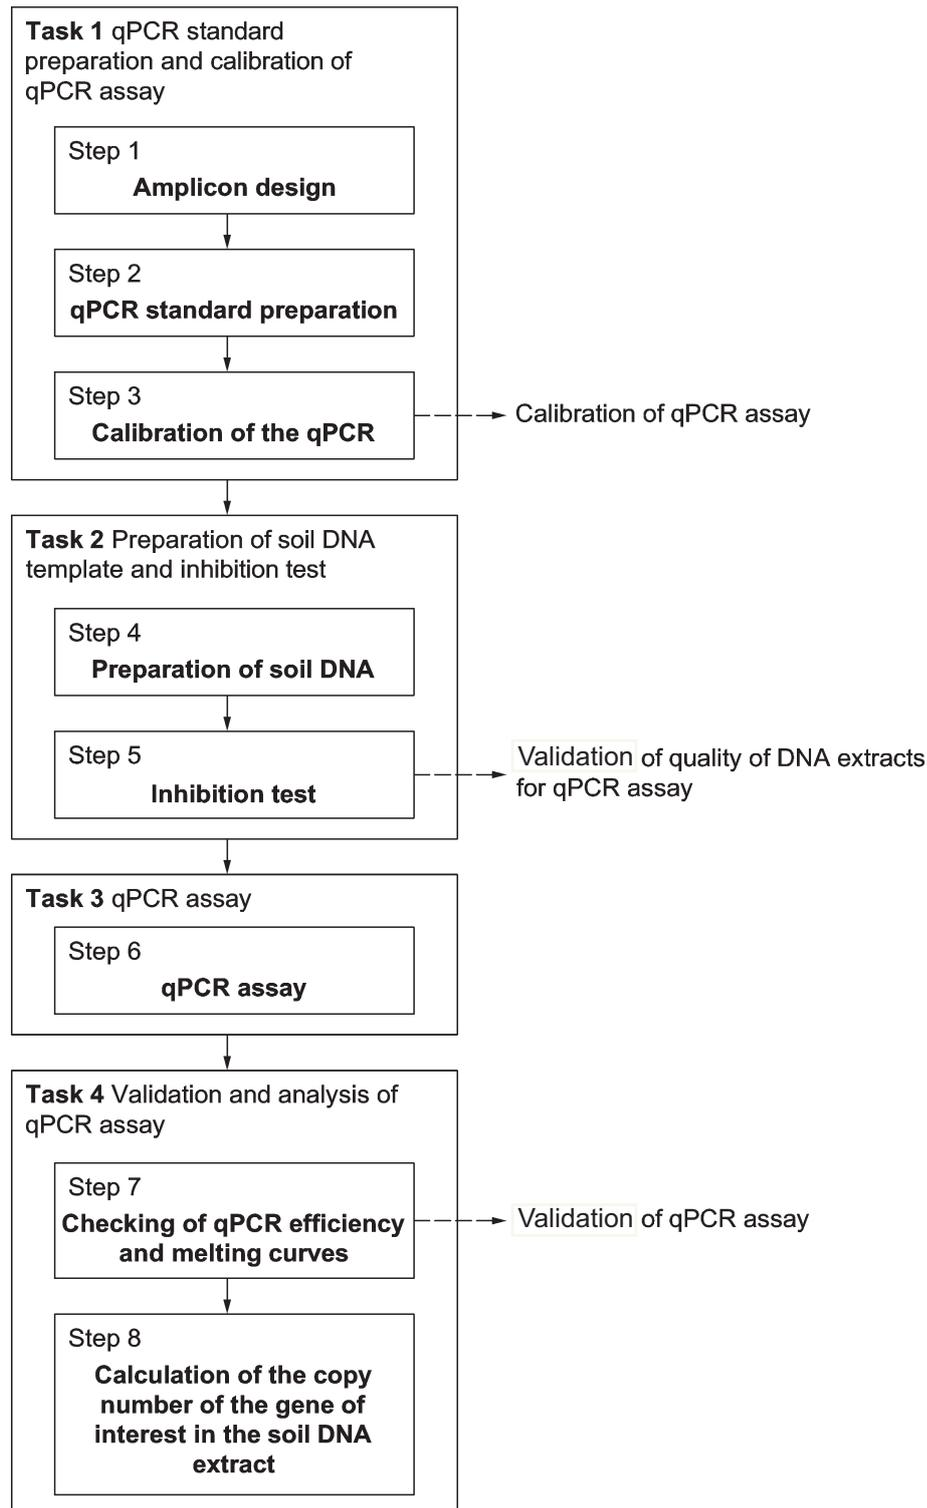 Task 1 qPCR standard
preparation and calibration of
qPCR assay
Step 1
Amplicon design
Step 2
qPCR standard preparation
Step 3
Calibration of the qPCR
Calibration of qPCR assay
Task 2 Preparation of soil DNA
template and inhibition test
Step 4
Preparation of soil DNA
Step 5
Inhibition test
Validation of quality of DNA extracts
for qPCR assay
Task 3 qPCR assay
Step 6
qPCR assay
Task 4 Validation and analysis of
qPCR assay
Step 7
Checking of qPCR efficiency
and melting curves
Validation of qPCR assay
Step 8
Calculation of the copy
number of the gene of
interest in the soil DNA
extract